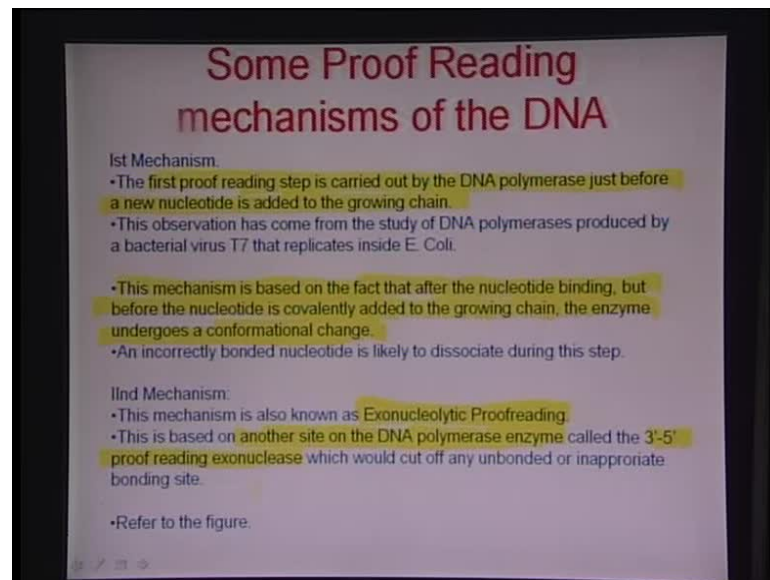 Some Proof Reading
mechanisms of the DNA
Ist Mechanism.
•The first proof reading step is carried out by the DNA polymerase just before
a new nucleotide is added to the growing chain.
•This observation has come from the study of DNA polymerases produced by
a bacterial virus T7 that replicates inside E. Coli.
•This mechanism is based on the fact that after the nucleotide binding, but
before the nucleotide is covalently added to the growing chain, the enzyme
undergoes a conformational change.
•An incorrectly bonded nucleotide is likely to dissociate during this step.
IInd Mechanism:
•This mechanism is also known as Exonucleolytic Proofreading.
•This is based on another site on the DNA polymerase enzyme called the 3'-5'
proof reading exonuclease which would cut off any unbonded or inapproriate
bonding site.
•Refer to the figure.